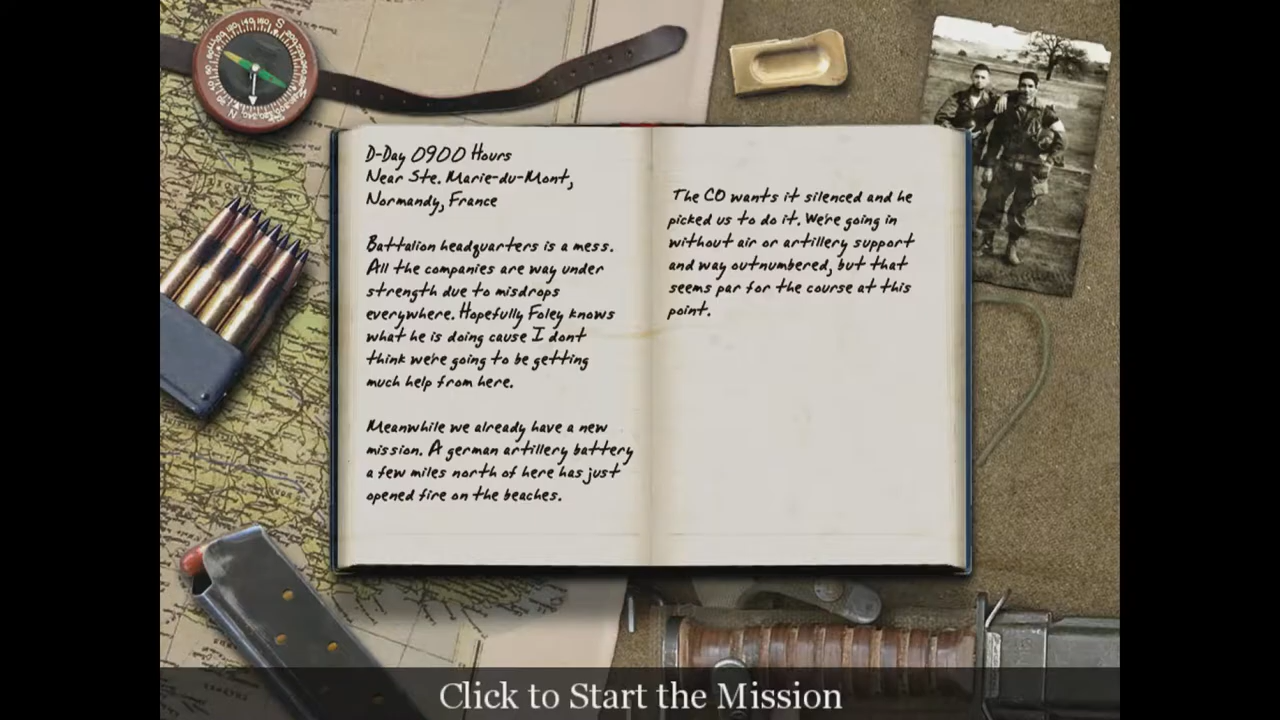 D-Day 0900 Hours
Near Ste. Marie-du-Mont,
Normandy, France
Battalion headquarters is a mess.
All the companies are way under
strength due to misdrops
everywhere. Hopefully Foley knows
what he is doing cause I dont
think we're going to be getting
much help from here.
Meanwhile we already have a new
mission. A german artillery battery
a few miles north of here has just
opened fire on the beaches.
The CO wants it silenced and he
picked us to do it. We're going in
without air or artillery support
and way outnumbered, but that
seems par for the course at this
point.
Click to Start the Mission